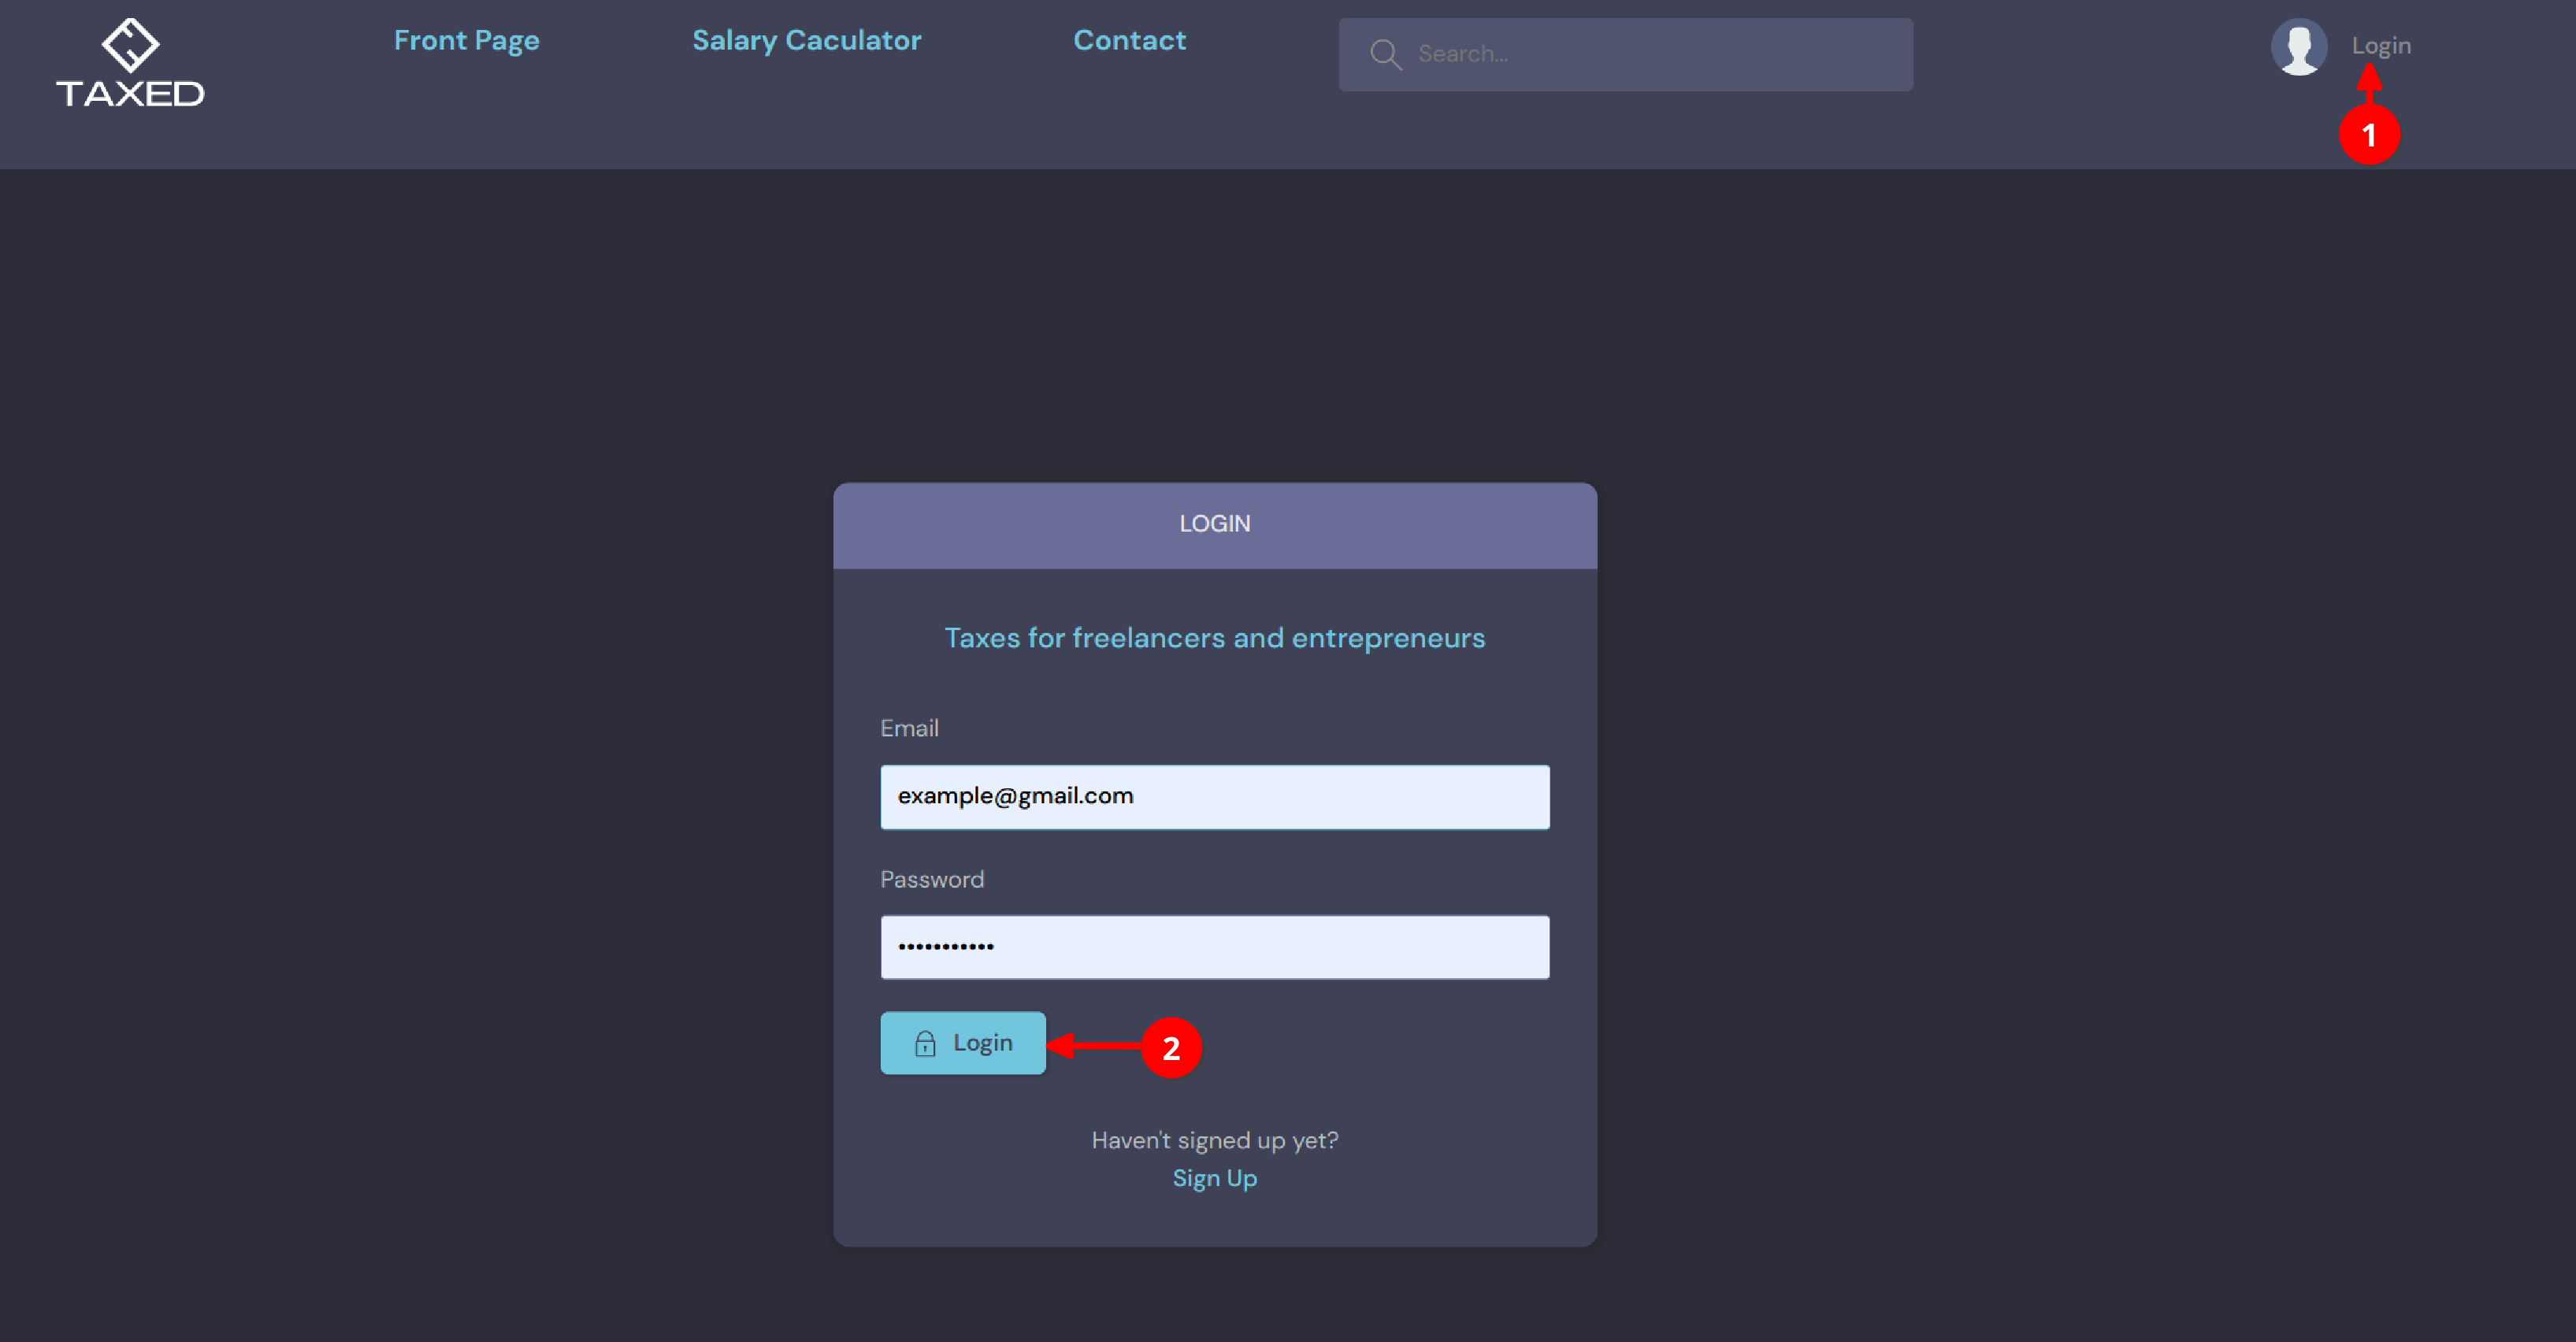 TAXED
Front Page
Salary Caculator
Contact
Search...
Login
1
LOGIN
Taxes for freelancers and entrepreneurs
Email
example@gmail.com
Password
•••••••••••
Login
2
Haven't signed up yet?
Sign Up